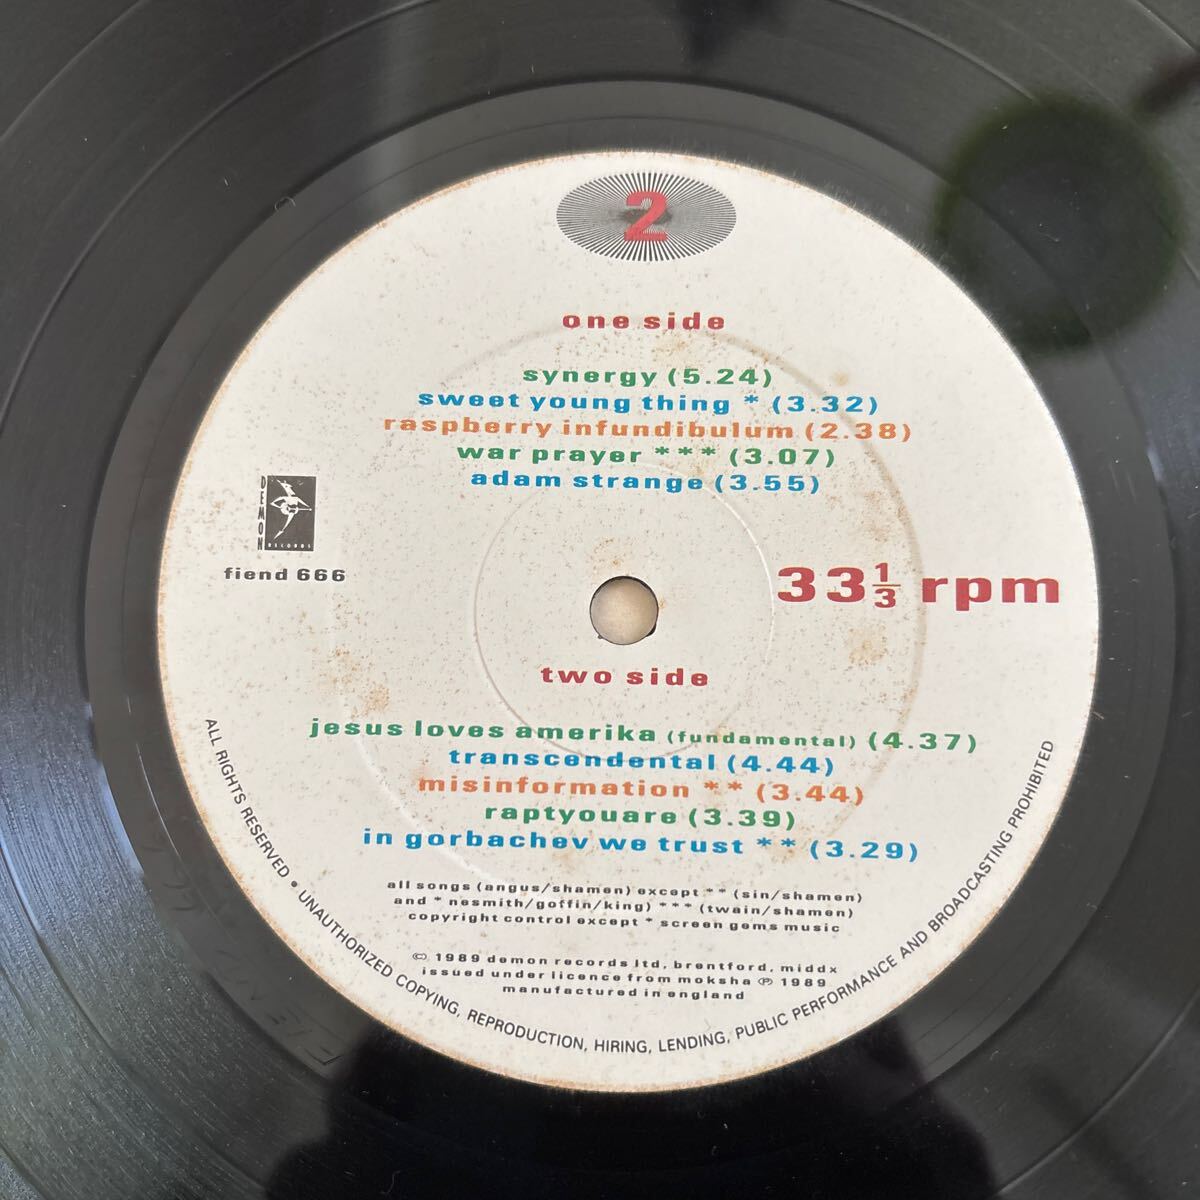 2
one side
synergy (5.24)
sweet young thing * (3.32)
raspberry infundibulum (2.38)
war prayer *** (3.07)
adam strange (3.55)
DEMON
RECORDS
fiend 666
33 1/3 rpm
two side
jesus loves amerika (fundamental) (4.37)
transcendental (4.44)
misinformation ** (3.44)
raptyouare (3.39)
in gorbachev we trust ** (3.29)
all songs (angus/shamen) except ** (sin/shamen)
and * nesmith/goffin/king) *** (twain/shamen)
copyright control except * screen gems music
© 1989 demon records ltd, brentford, middx
issued under licence from moksha ℗ 1989
manufactured in england
ALL RIGHTS RESERVED • UNAUTHORIZED COPYING, REPRODUCTION, HIRING, LENDING, PUBLIC PERFORMANCE AND BROADCASTING PROHIBITED